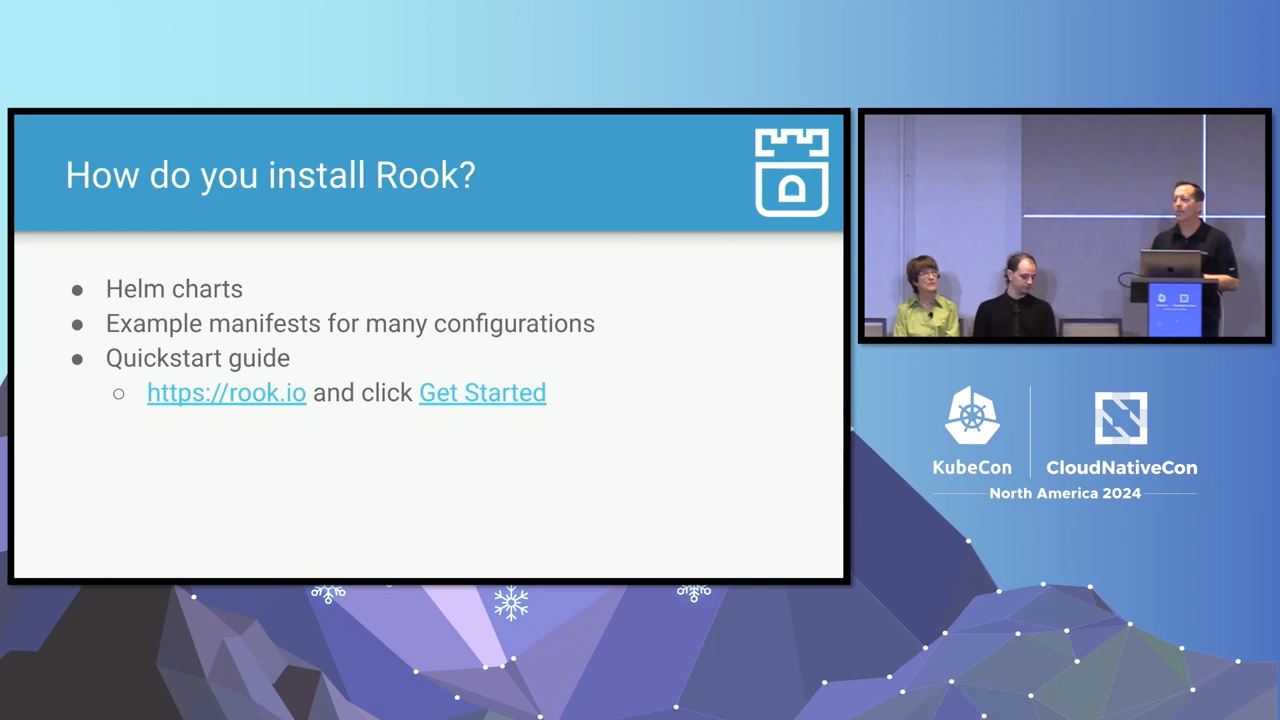 How do you install Rook?
Helm charts
Example manifests for many configurations
Quickstart guide
https://rook.io and click Get Started
KubeCon
CloudNativeCon
North America 2024